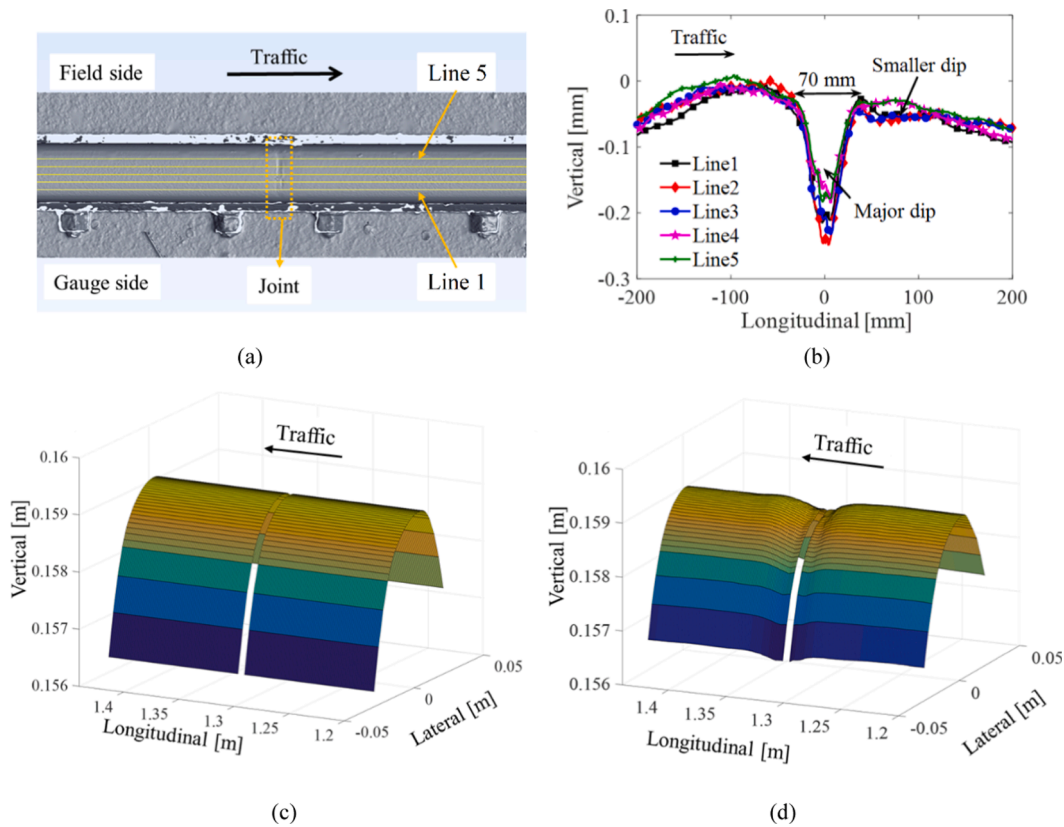 Traffic
Field side
Line 5
Gauge side
Joint
Line 1
(a)
0.1
0
-0.1
-0.2
-0.3
Vertical [mm]
Traffic
70 mm
Smaller dip
Major dip
Line1
Line2
Line3
Line4
Line5
-200
-100
0
100
200
Longitudinal [mm]
(b)
Traffic
0.16
0.159
0.158
0.157
0.156
Vertical [m]
1.4
1.35
1.3
1.25
1.2
Longitudinal [m]
-0.05
0
0.05
Lateral [m]
(c)
Traffic
0.16
0.159
0.158
0.157
0.156
Vertical [m]
1.4
1.35
1.3
1.25
1.2
Longitudinal [m]
-0.05
0
0.05
Lateral [m]
(d)